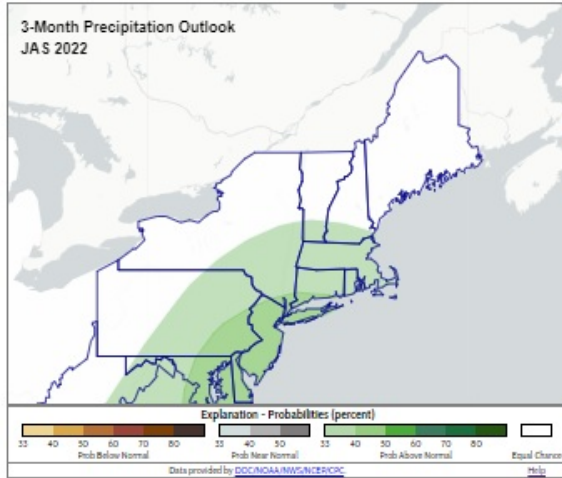 3-Month Precipitation Outlook
JAS 2022
Explanation - Probabilities (percent)
33 40 50 60 70 80 33 40 50 33 40 50 60 70 80
Prob Below Normal Prob Near Normal Prob Above Normal Equal Chance
Data provided by DOC/NOAA/NWS/NCEP/CPC. Help